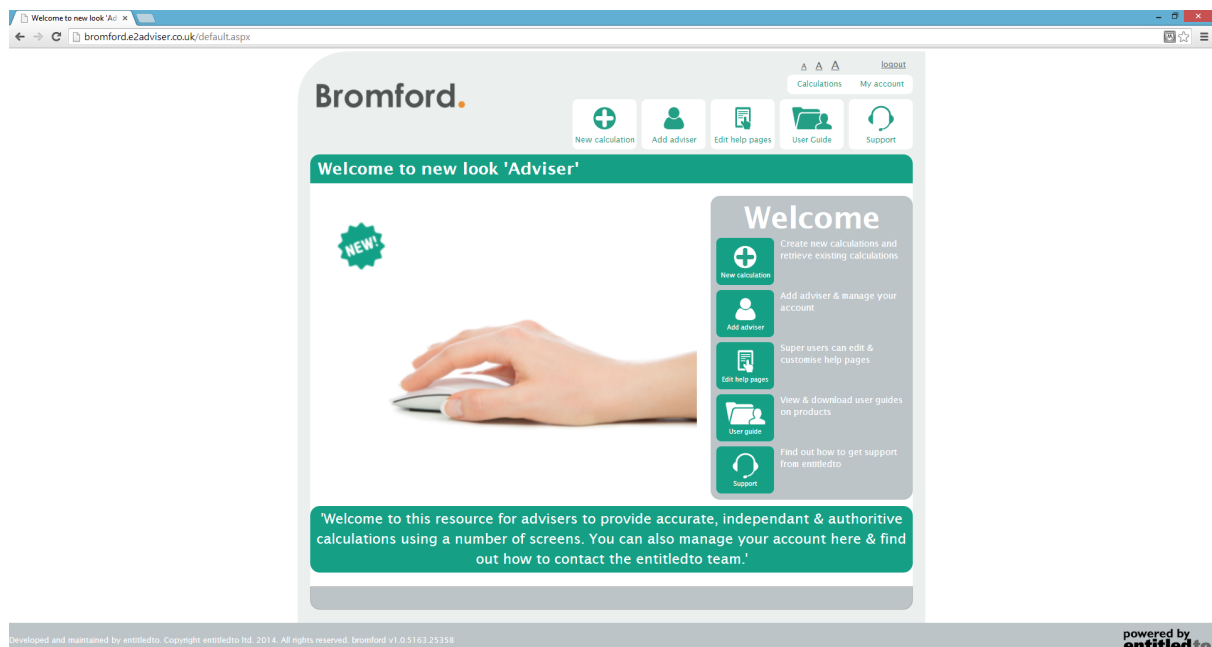 Welcome to new look 'Ad
bromford.e2adviser.co.uk/default.aspx
A A A logout
Calculations My account
Bromford.
New calculation Add adviser Edit help pages User Guide Support
Welcome to new look 'Adviser'
NEW!
Welcome
Create new calculations and
retrieve existing calculations
New calculation
Add adviser & manage your
account
Add adviser
Super users can edit &
customise help pages
Edit help pages
View & download user guides
on products
User guide
Find out how to get support
from entitledto
Support
'Welcome to this resource for advisers to provide accurate, independant & authoritive
calculations using a number of screens. You can also manage your account here & find
out how to contact the entitledto team.'
Developed and maintained by entitledto. Copyright entitledto ltd. 2014. All rights reserved. bromford v1.0.5163.25358
powered by
entitledto